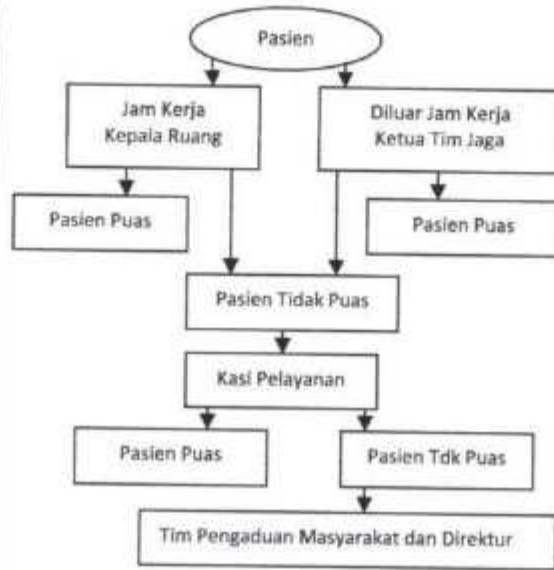 Pasien
Jam Kerja
Kepala Ruang
Diluar Jam Kerja
Ketua Tim Jaga
Pasien Puas
Pasien Puas
Pasien Tidak Puas
Kasi Pelayanan
Pasien Puas
Pasien Tdk Puas
Tim Pengaduan Masyarakat dan Direktur